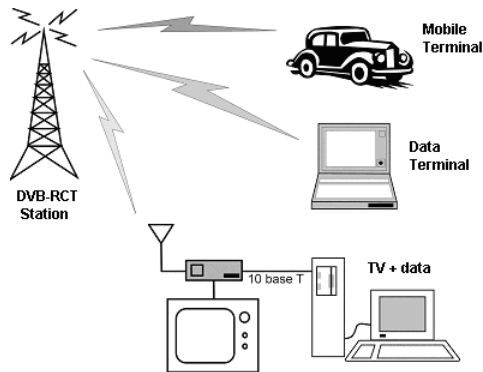 Mobile
Terminal
Data
Terminal
DVB-RCT
Station
10 base T
TV + data